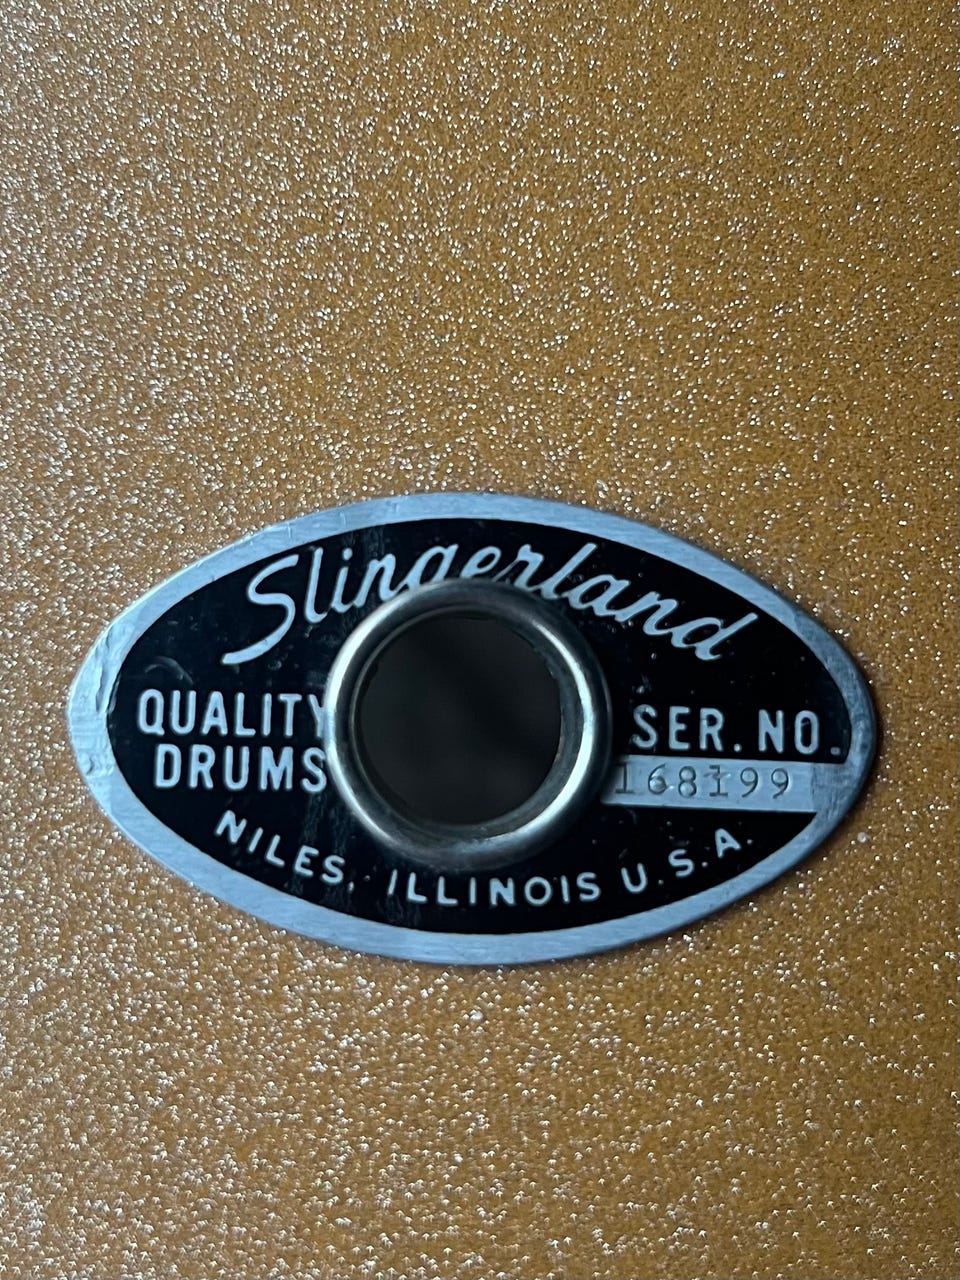 Slingerland
QUALITY
DRUMS
SER. NO.
168199
NILES, ILLINOIS U.S.A.